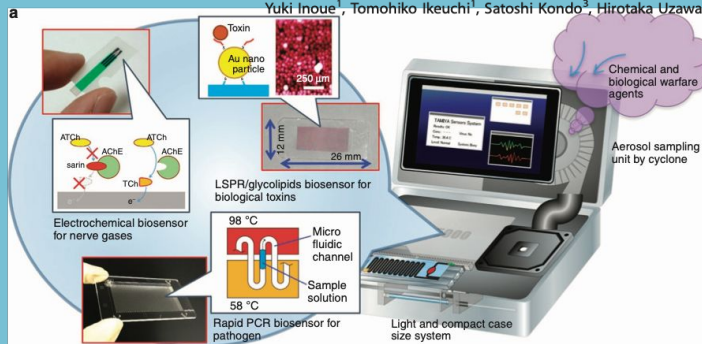 Yuki Inoue¹, Tomohiko Ikeuchi¹, Satoshi Kondo³, Hirotaka Uzawa
a
Toxin
Au nano
particle
250 μm
Chemical and
biological warfare
agents
ATCh
ATCh
AChE
AChE
sarin
TCh
e⁻
e⁻
12 mm
26 mm
TAMIFA Sensors System
Aerosol sampling
unit by cyclone
LSPR/glycolipids biosensor for
biological toxins
Electrochemical biosensor
for nerve gases
98 °C
Micro
fluidic
channel
Sample
solution
58 °C
Rapid PCR biosensor for
pathogen
Light and compact case
size system